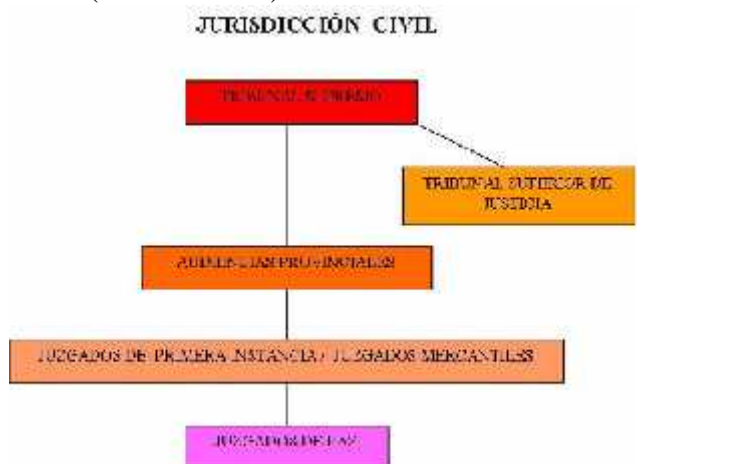 JURISDICCIÓN CIVIL
TRIBUNAL SUPREMO
TRIBUNAL SUPERIOR DE
JUSTICIA
AUDIENCIAS PROVINCIALES
JUZGADOS DE PRIMERA INSTANCIA / JUZGADOS MERCANTILES
JUZGADOS DE PAZ